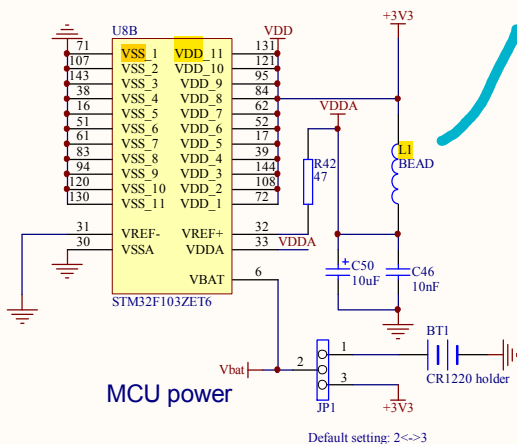 U8B
VDD
+3V3
71 VSS_1 VDD_11 131
107 VSS_2 VDD_10 121
143 VSS_3 VDD_9 95
38 VSS_4 VDD_8 84
16 VSS_5 VDD_7 62
51 VSS_6 VDD_6 52
61 VSS_7 VDD_5 17
83 VSS_8 VDD_4 39
94 VSS_9 VDD_3 144
120 VSS_10 VDD_2 108
130 VSS_11 VDD_1 72
31 VREF- VREF+ 32
30 VSSA VDDA 33 VDDA
VBAT 6
STM32F103ZET6
VDDA
R42
47
L1
BEAD
C50
10uF
C46
10nF
Vbat
2
1
3
JP1
BT1
CR1220 holder
+3V3
MCU power
Default setting: 2<->3